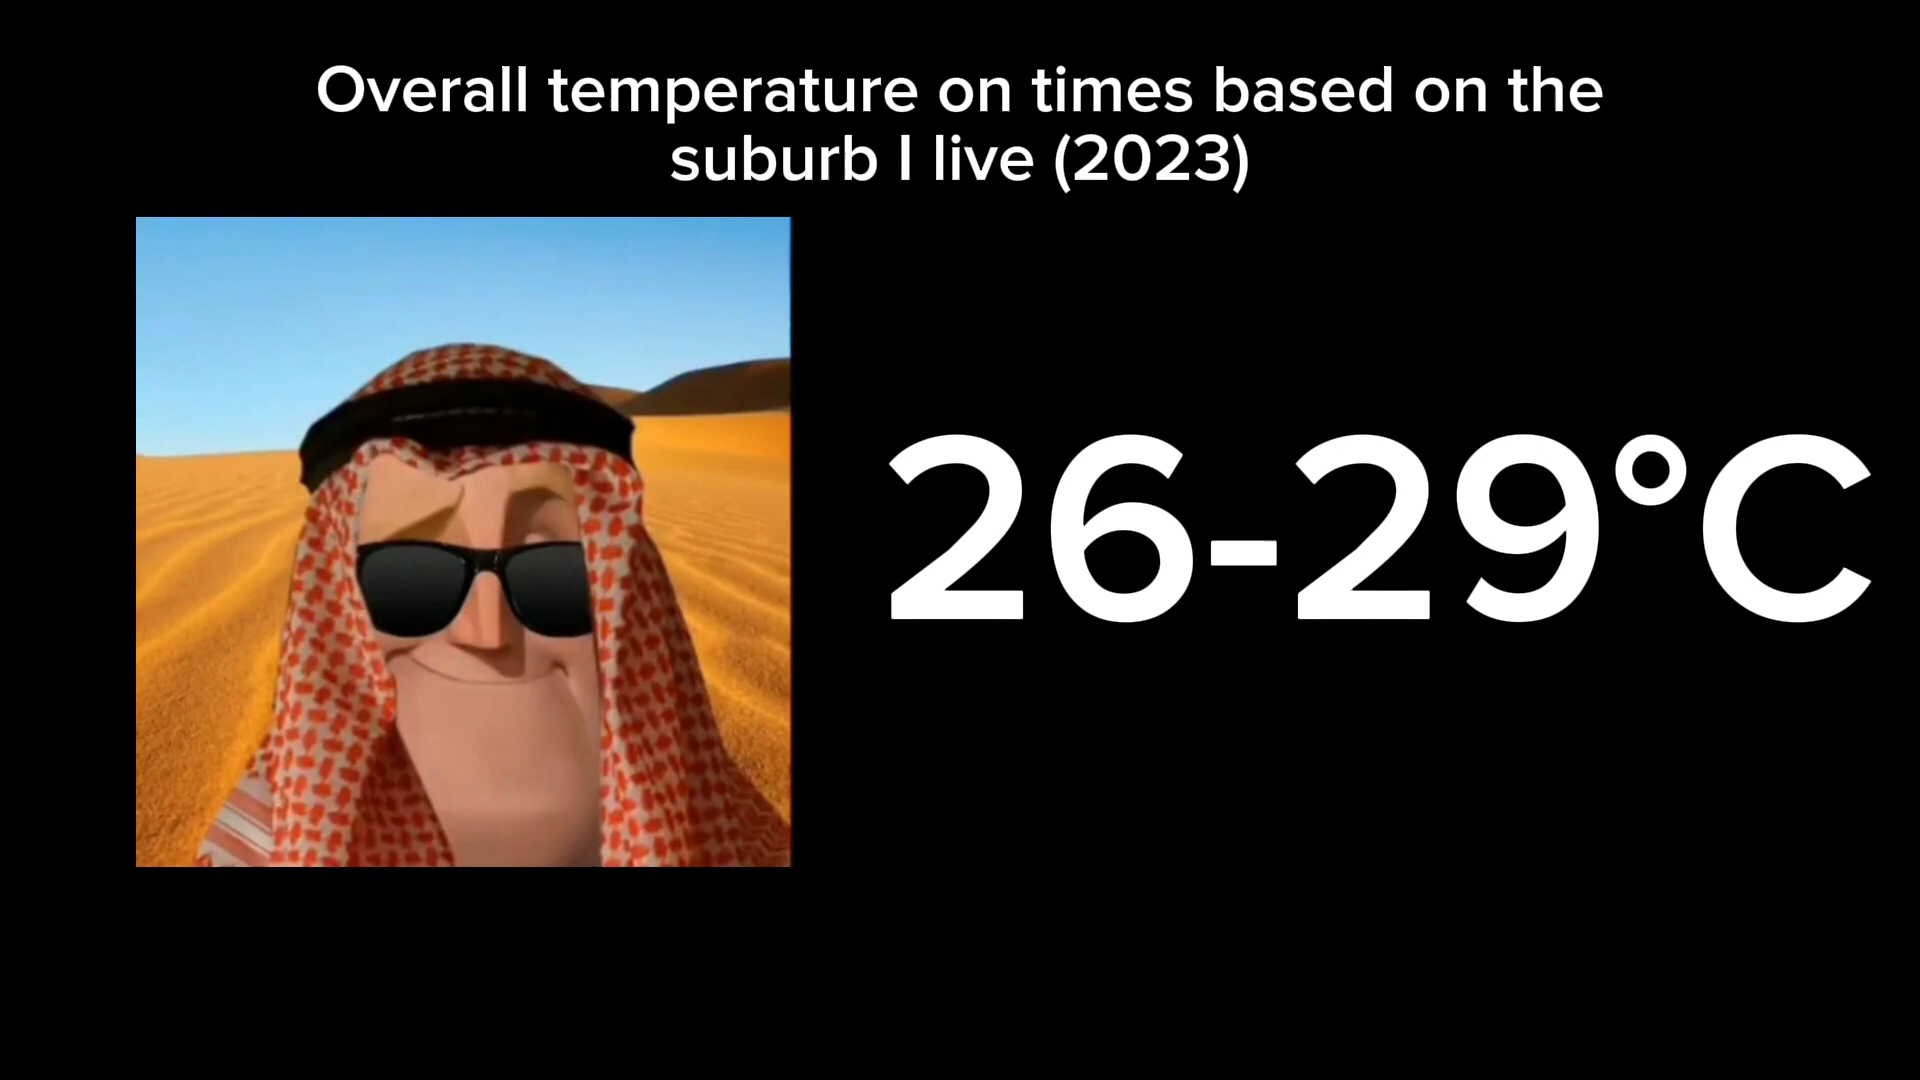 Overall temperature on times based on the
suburb I live (2023)
26-29°C